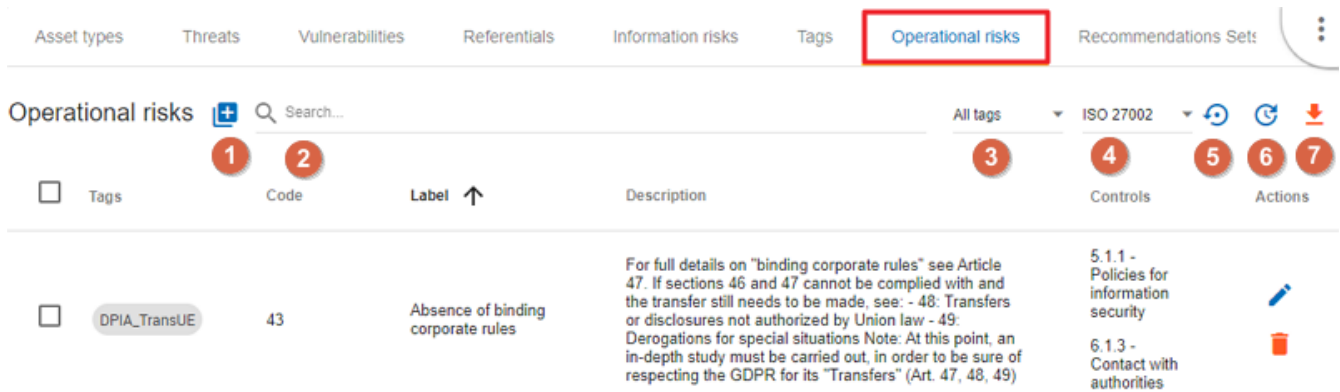 Asset types Threats Vulnerabilities Referentials Information risks Tags Operational risks Recommendations Sets
Operational risks Search... All tags ISO 27002
1 2 3 4 5 6 7
Tags Code Label Description Controls Actions
DPIA_TransUE 43
Absence of binding
corporate rules
For full details on "binding corporate rules" see Article
47. If sections 46 and 47 cannot be complied with and
the transfer still needs to be made, see: - 48: Transfers
or disclosures not authorized by Union law - 49:
Derogations for special situations Note: At this point, an
in-depth study must be carried out, in order to be sure of
respecting the GDPR for its "Transfers" (Art. 47, 48, 49)
5.1.1 -
Policies for
information
security
6.1.3 -
Contact with
authorities